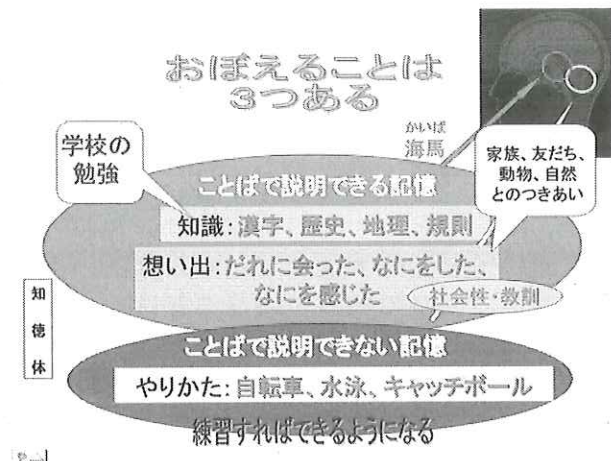 おぼえることは
3つある
かいば
海馬
学校の
勉強
家族、友だち、
動物、自然
とのつきあい
ことばで説明できる記憶
知識:漢字、歴史、地理、規則
想い出:だれに会った、なにをした、
なにを感じた
社会性・教訓
知
徳
体
ことばで説明できない記憶
やりかた:自転車、水泳、キャッチボール
練習すればできるようになる